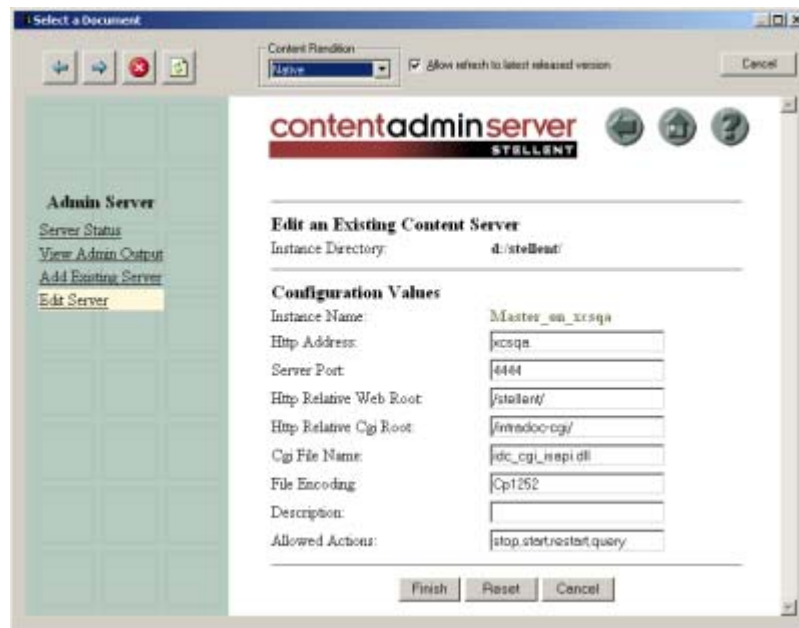 Select a Document
Content Rendition
Native
Allow refresh to latest released version
Cancel
contentadminserver
STELLENT
Admin Server
Server Status
View Admin Output
Add Existing Server
Edit Server
Edit an Existing Content Server
Instance Directory: d:/stellent/
Configuration Values
Instance Name: Master_on_xcsqa
Http Address: xcsqa
Server Port: 4444
Http Relative Web Root: /stellent/
Http Relative Cgi Root: /intradoc-cgi/
Cgi File Name: idc_cgi_isapi.dll
File Encoding: Cp1252
Description:
Allowed Actions: stop,start,restart,query
Finish Reset Cancel